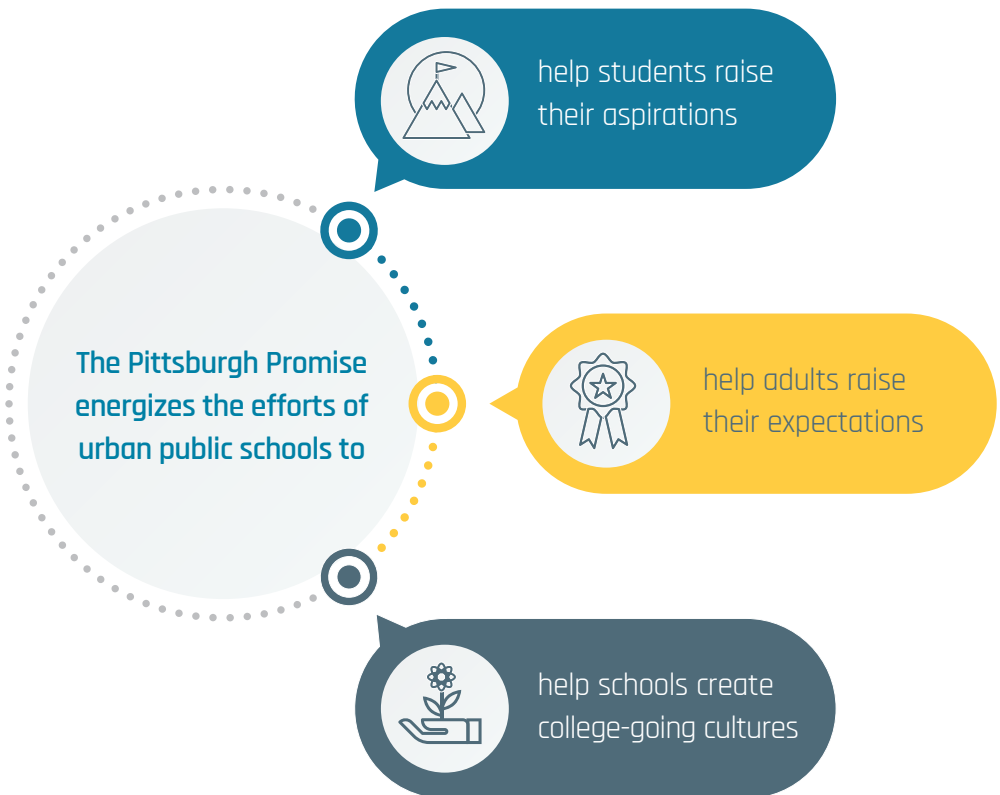 The Pittsburgh Promise
energizes the efforts of
urban public schools to
help students raise
their aspirations
help adults raise
their expectations
help schools create
college-going cultures